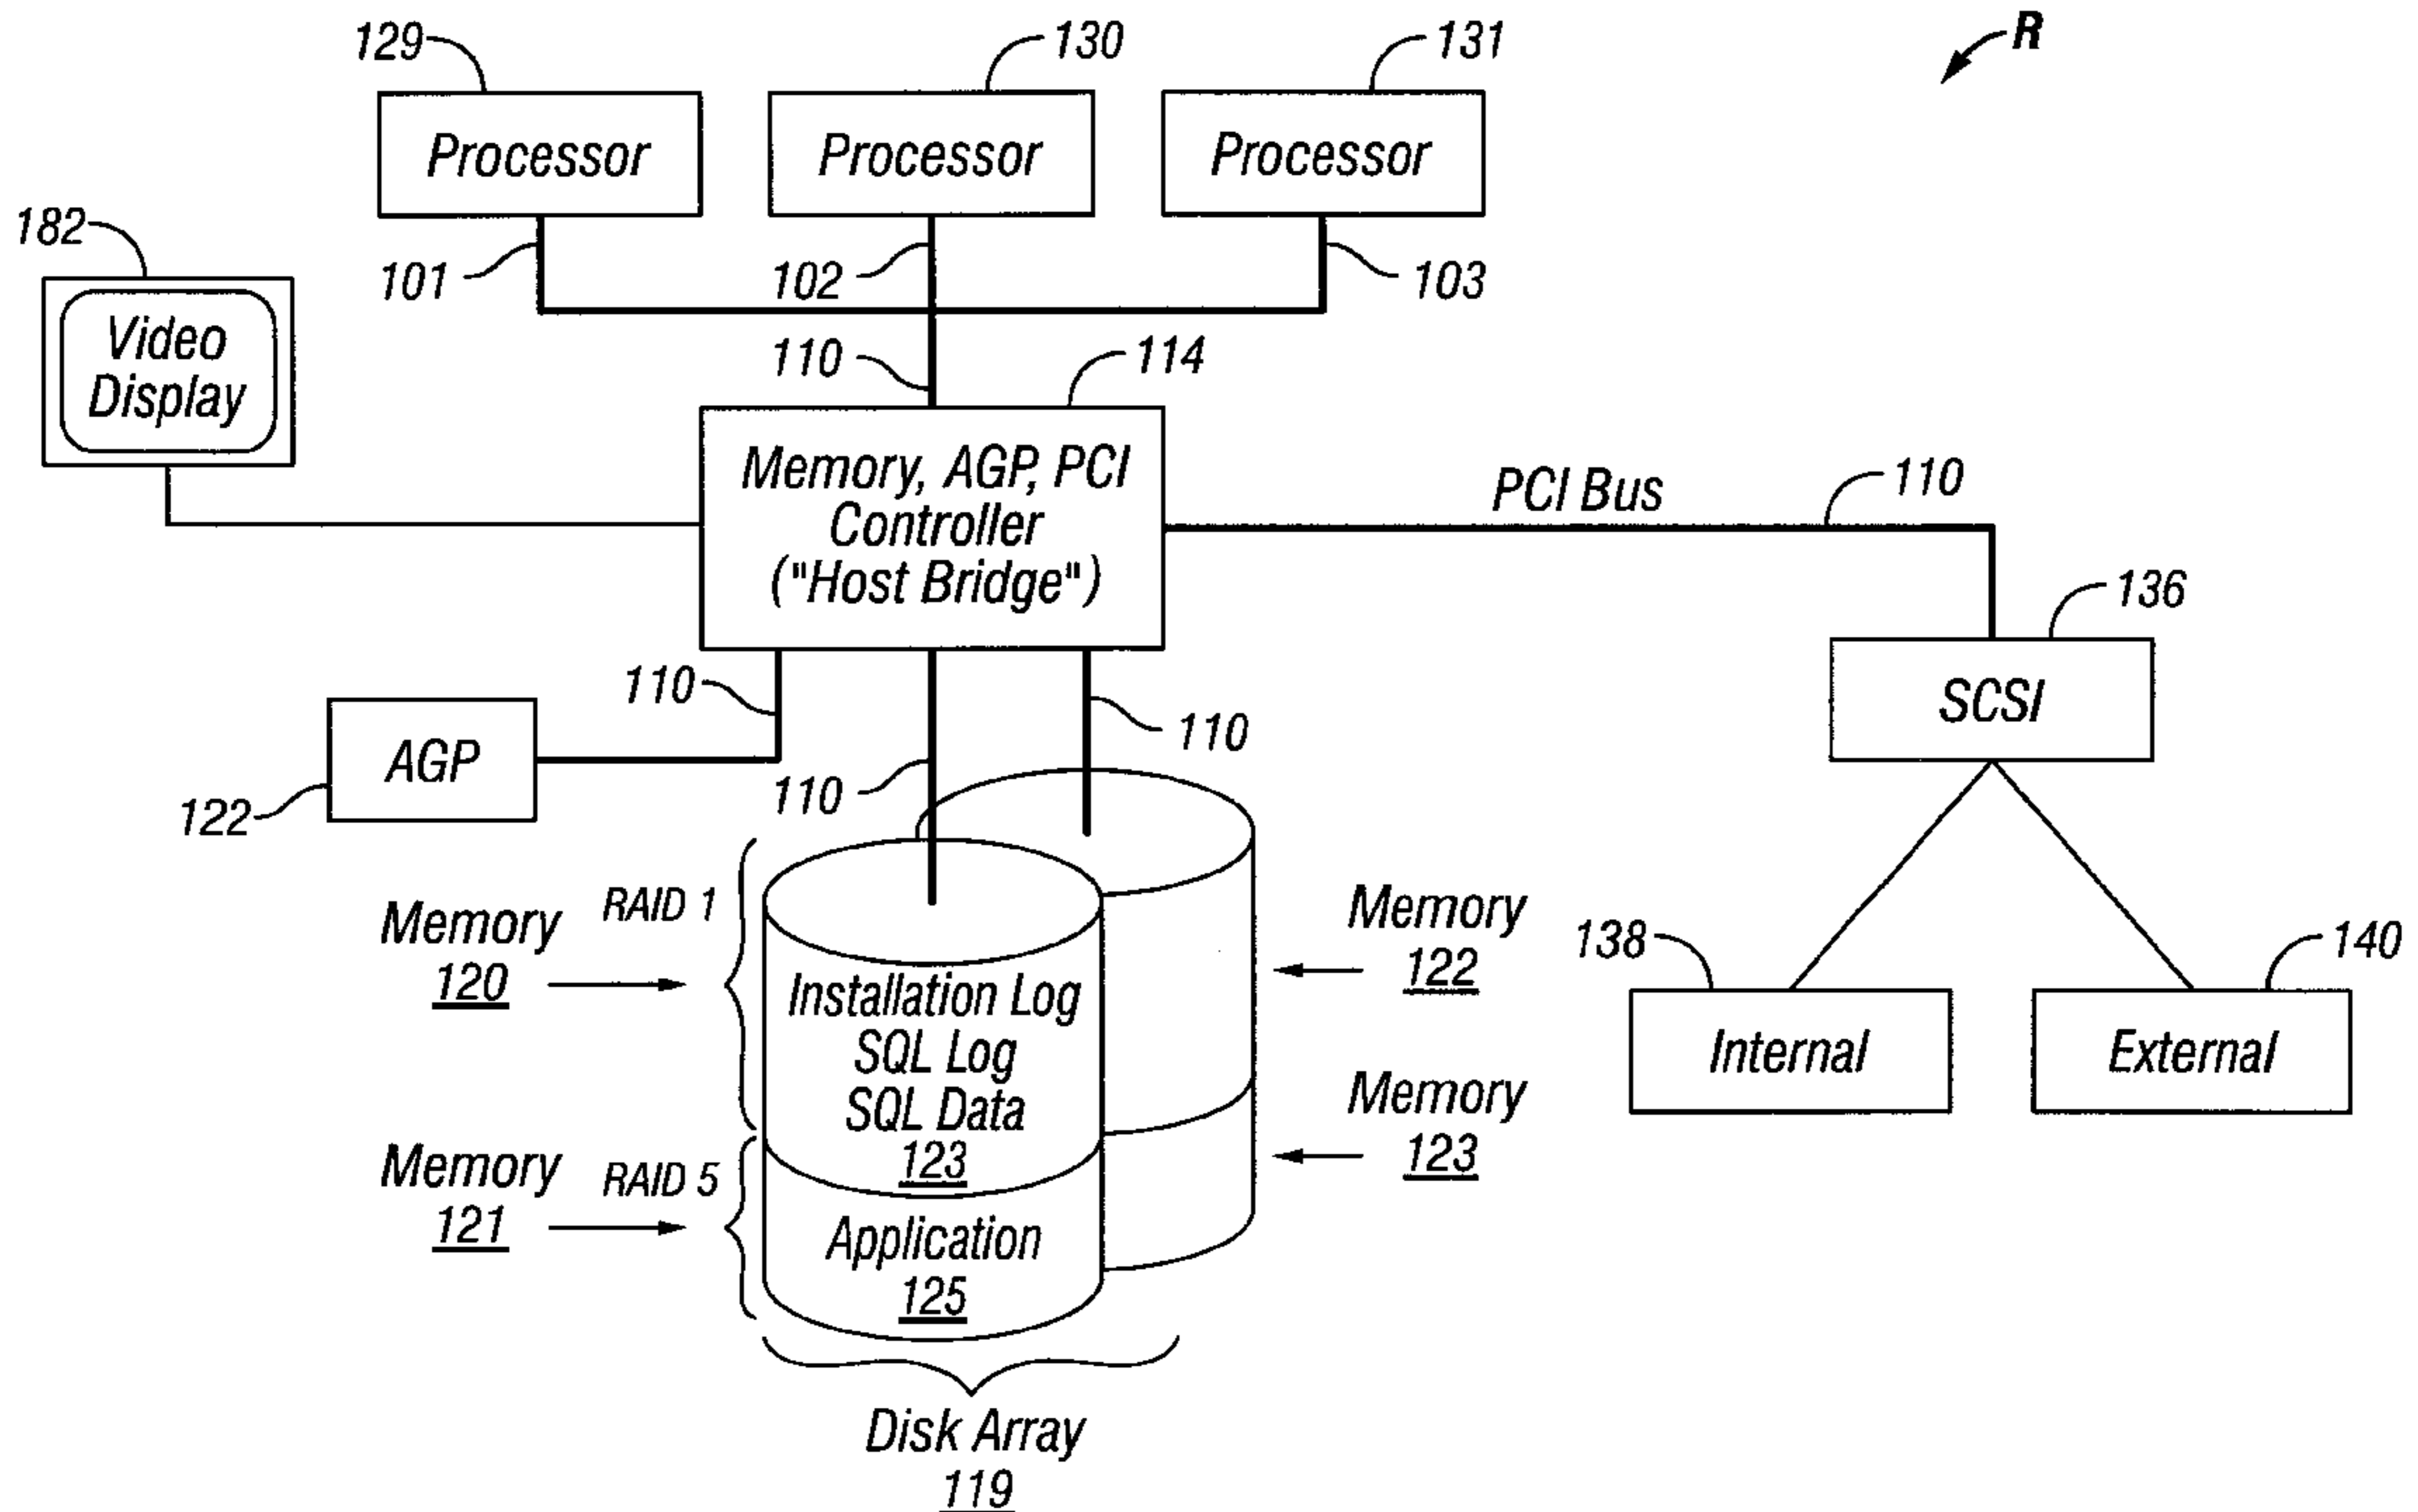 129
130
131
R
Processor
Processor
Processor
182
101
102
103
Video
Display
110
114
Memory, AGP, PCI
Controller
("Host Bridge")
PCI Bus
110
136
SCSI
110
110
110
AGP
122
Memory
120
RAID 1
Installation Log
SQL Log
SQL Data
123
Memory
122
Memory
123
138
140
Internal
External
Memory
121
RAID 5
Application
125
Disk Array
119